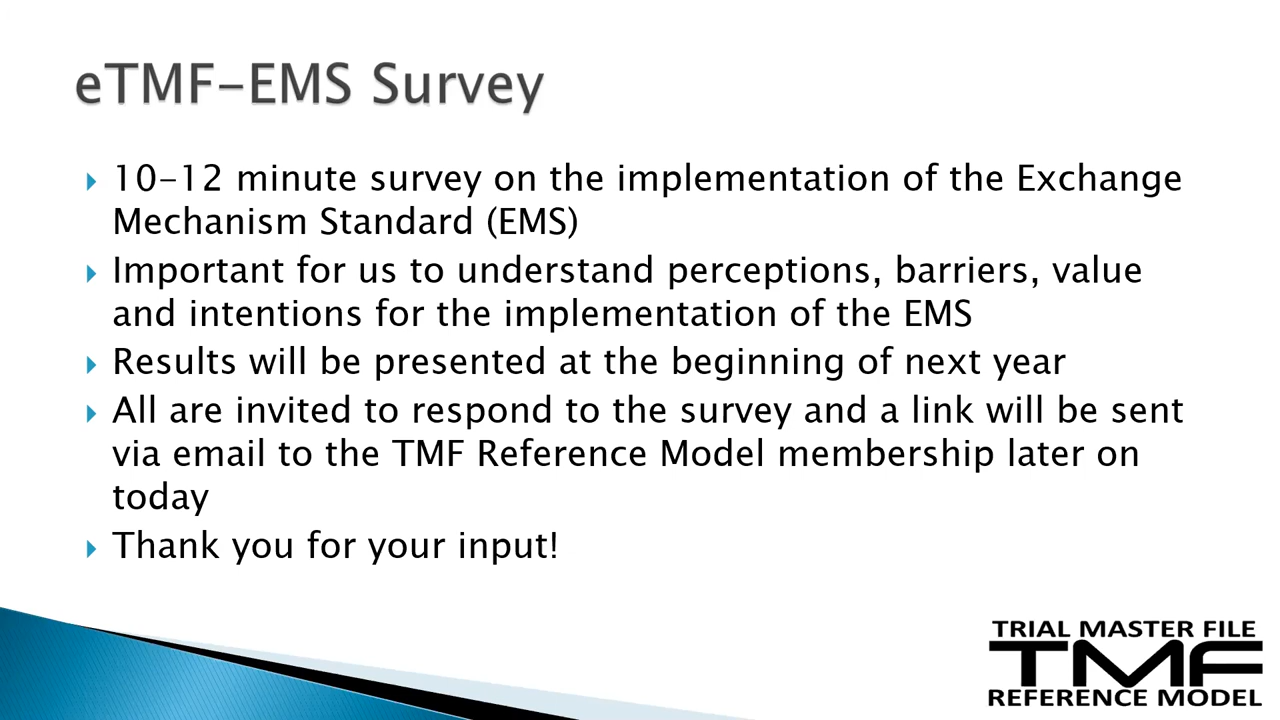 eTMF-EMS Survey
10-12 minute survey on the implementation of the Exchange
Mechanism Standard (EMS)
Important for us to understand perceptions, barriers, value
and intentions for the implementation of the EMS
Results will be presented at the beginning of next year
All are invited to respond to the survey and a link will be sent
via email to the TMF Reference Model membership later on
today
Thank you for your input!
TRIAL MASTER FILE
TMF
REFERENCE MODEL